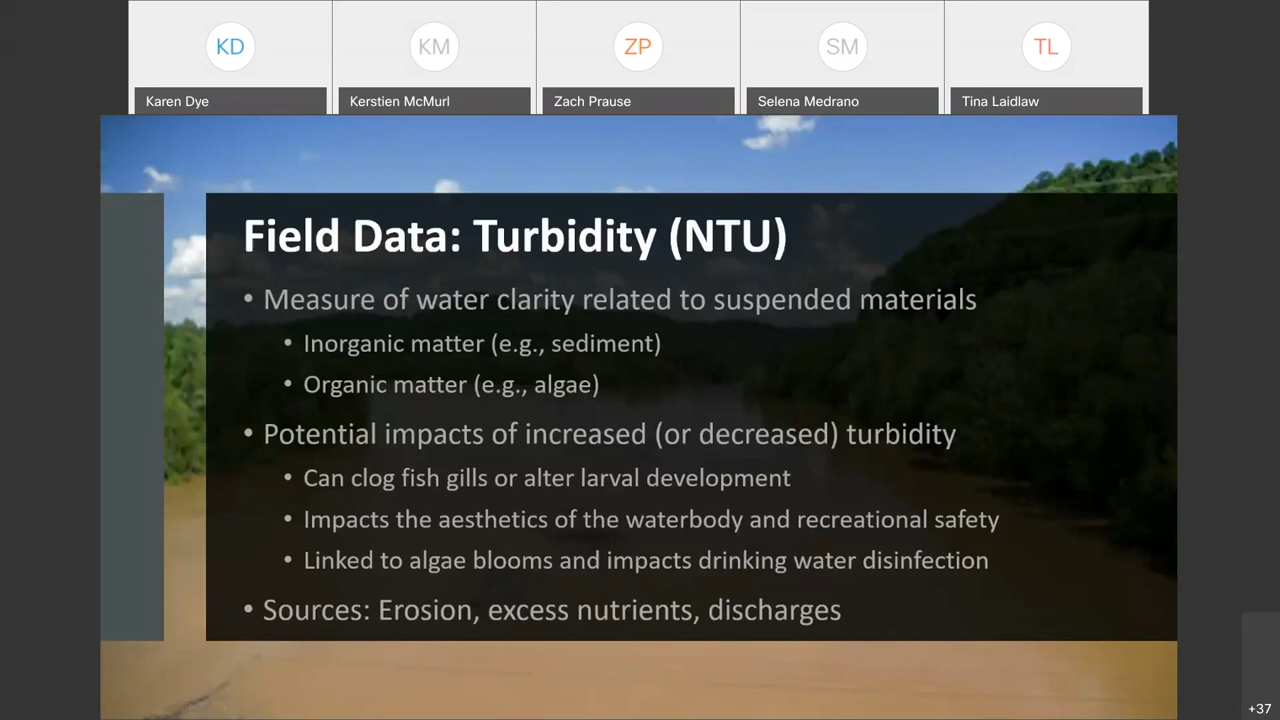 KD
KM
ZP
SM
TL
Karen Dye
Kerstien McMurl
Zach Prause
Selena Medrano
Tina Laidlaw
Field Data: Turbidity (NTU)
• Measure of water clarity related to suspended materials
• Inorganic matter (e.g., sediment)
• Organic matter (e.g., algae)
• Potential impacts of increased (or decreased) turbidity
• Can clog fish gills or alter larval development
• Impacts the aesthetics of the waterbody and recreational safety
• Linked to algae blooms and impacts drinking water disinfection
• Sources: Erosion, excess nutrients, discharges
+37